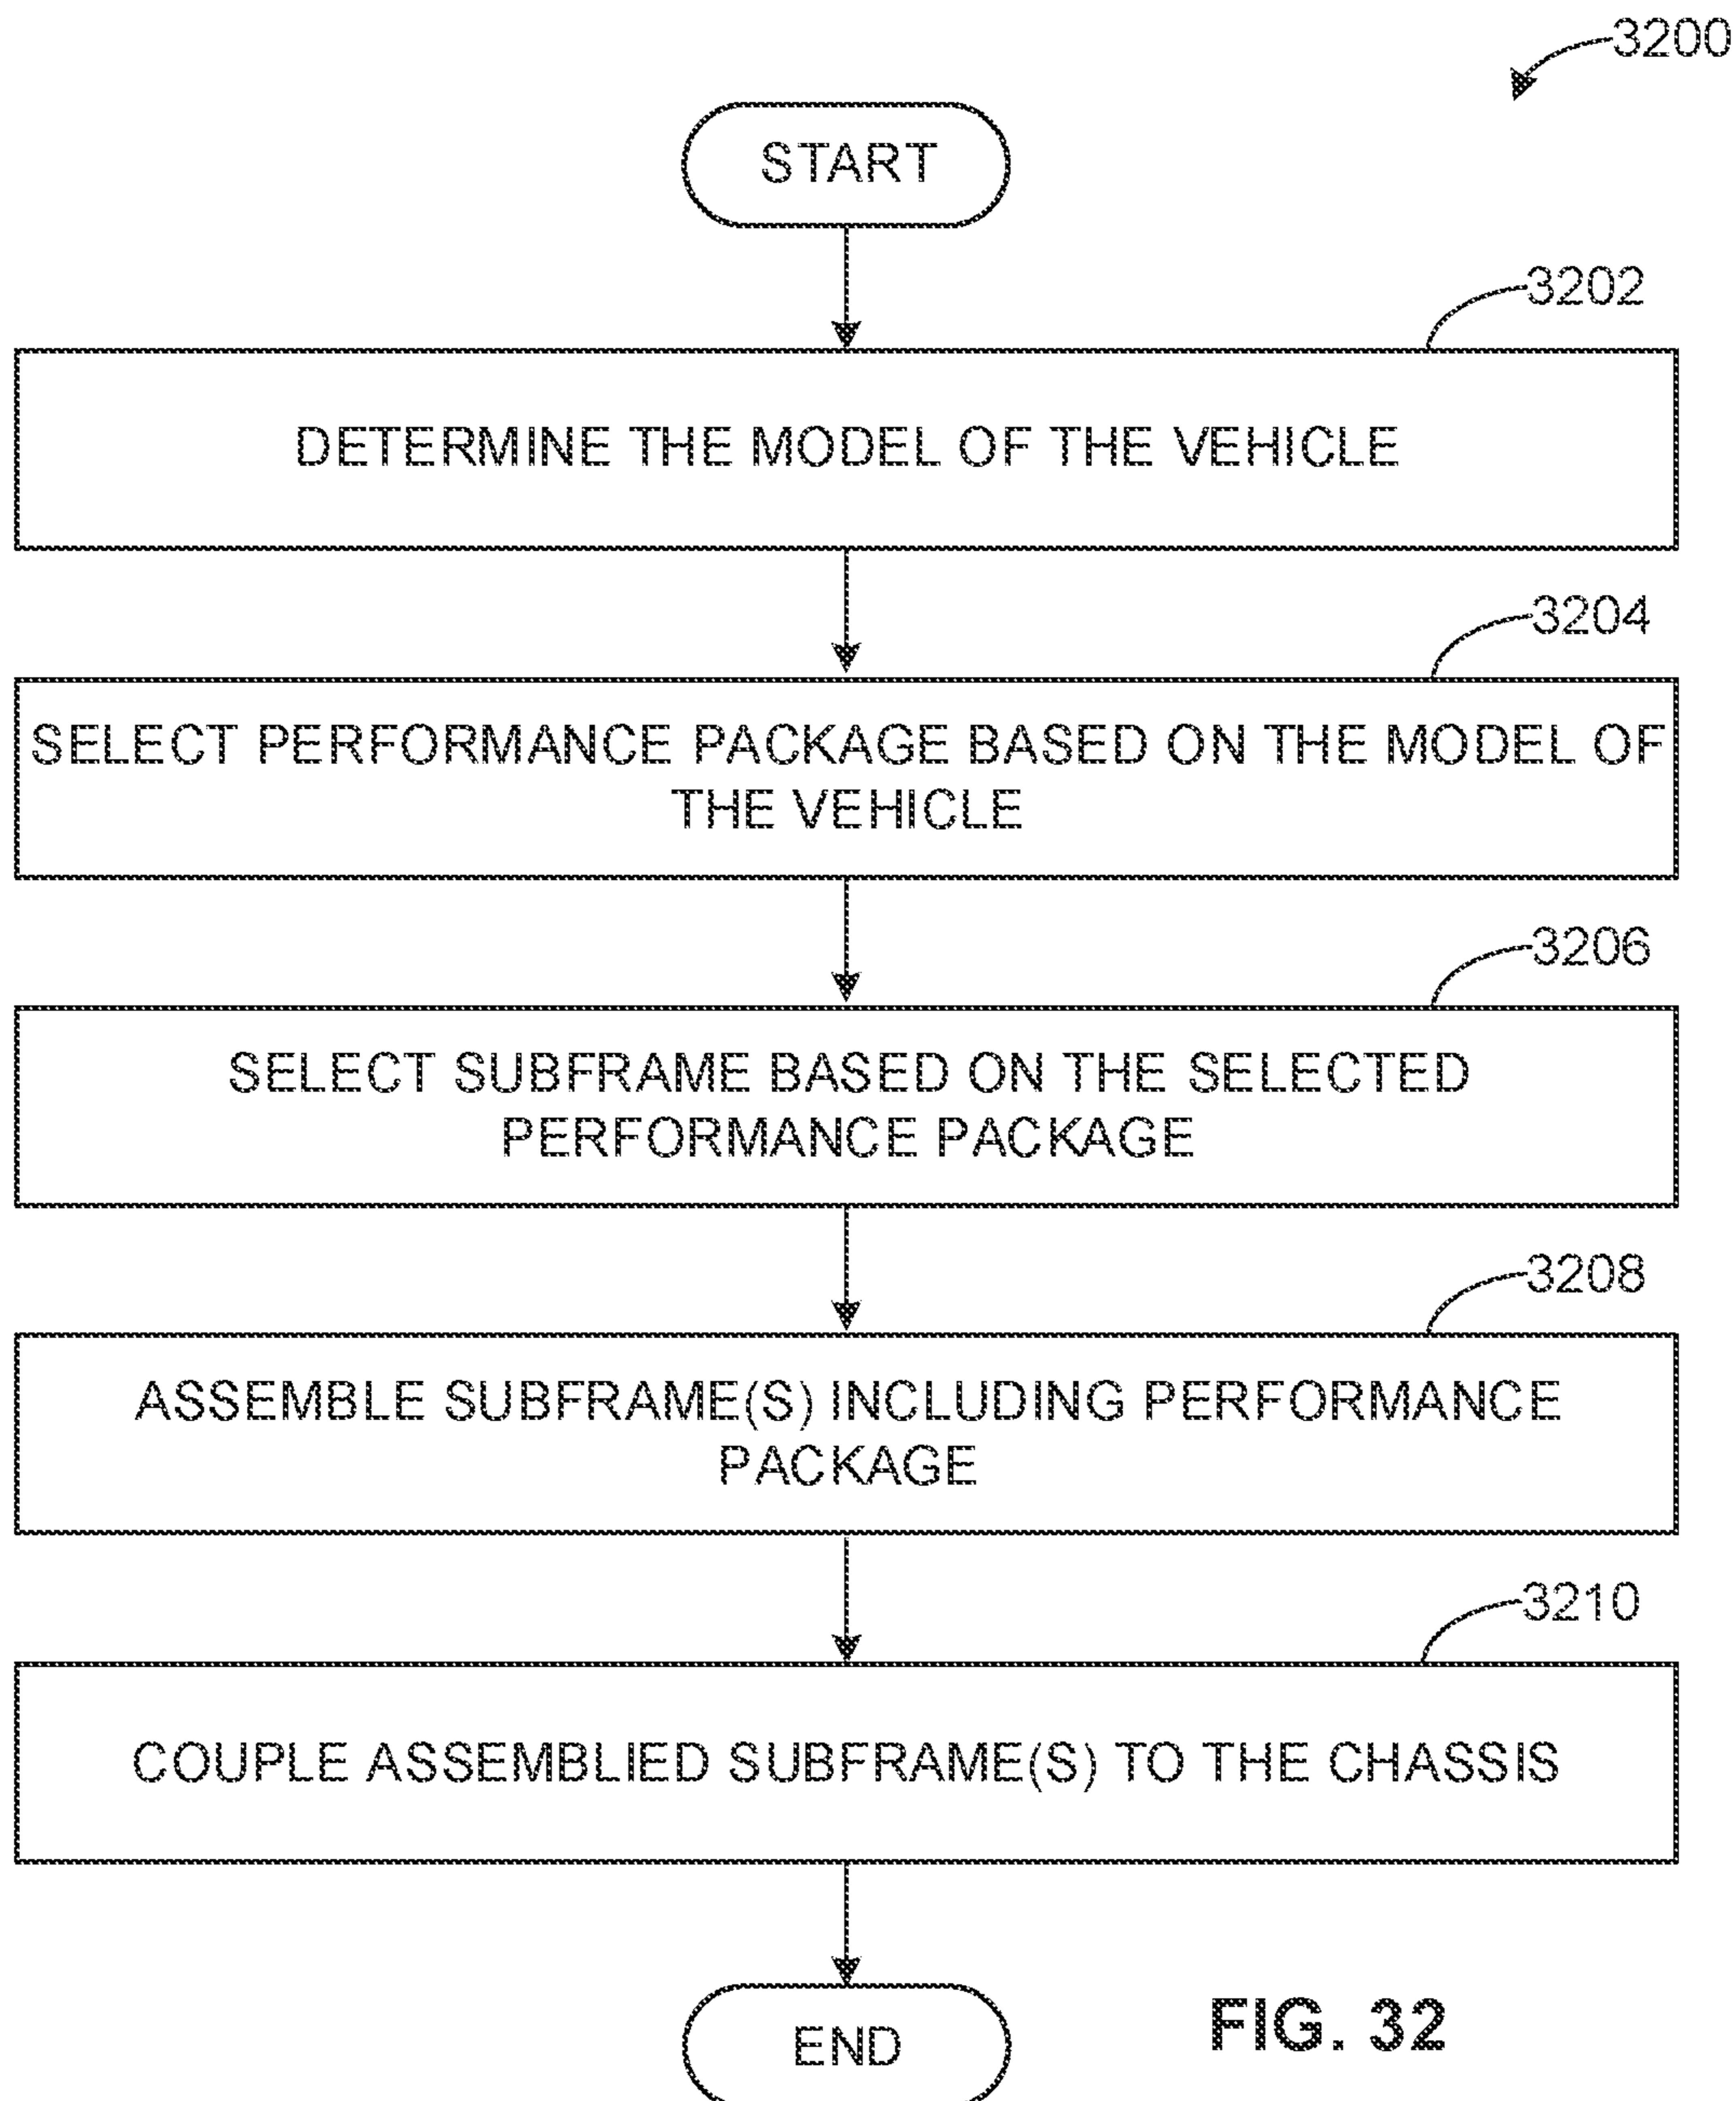 3200
START
3202
DETERMINE THE MODEL OF THE VEHICLE
3204
SELECT PERFORMANCE PACKAGE BASED ON THE MODEL OF
THE VEHICLE
3206
SELECT SUBFRAME BASED ON THE SELECTED
PERFORMANCE PACKAGE
3208
ASSEMBLE SUBFRAME(S) INCLUDING PERFORMANCE
PACKAGE
3210
COUPLE ASSEMBLIED SUBFRAME(S) TO THE CHASSIS
END
FIG. 32